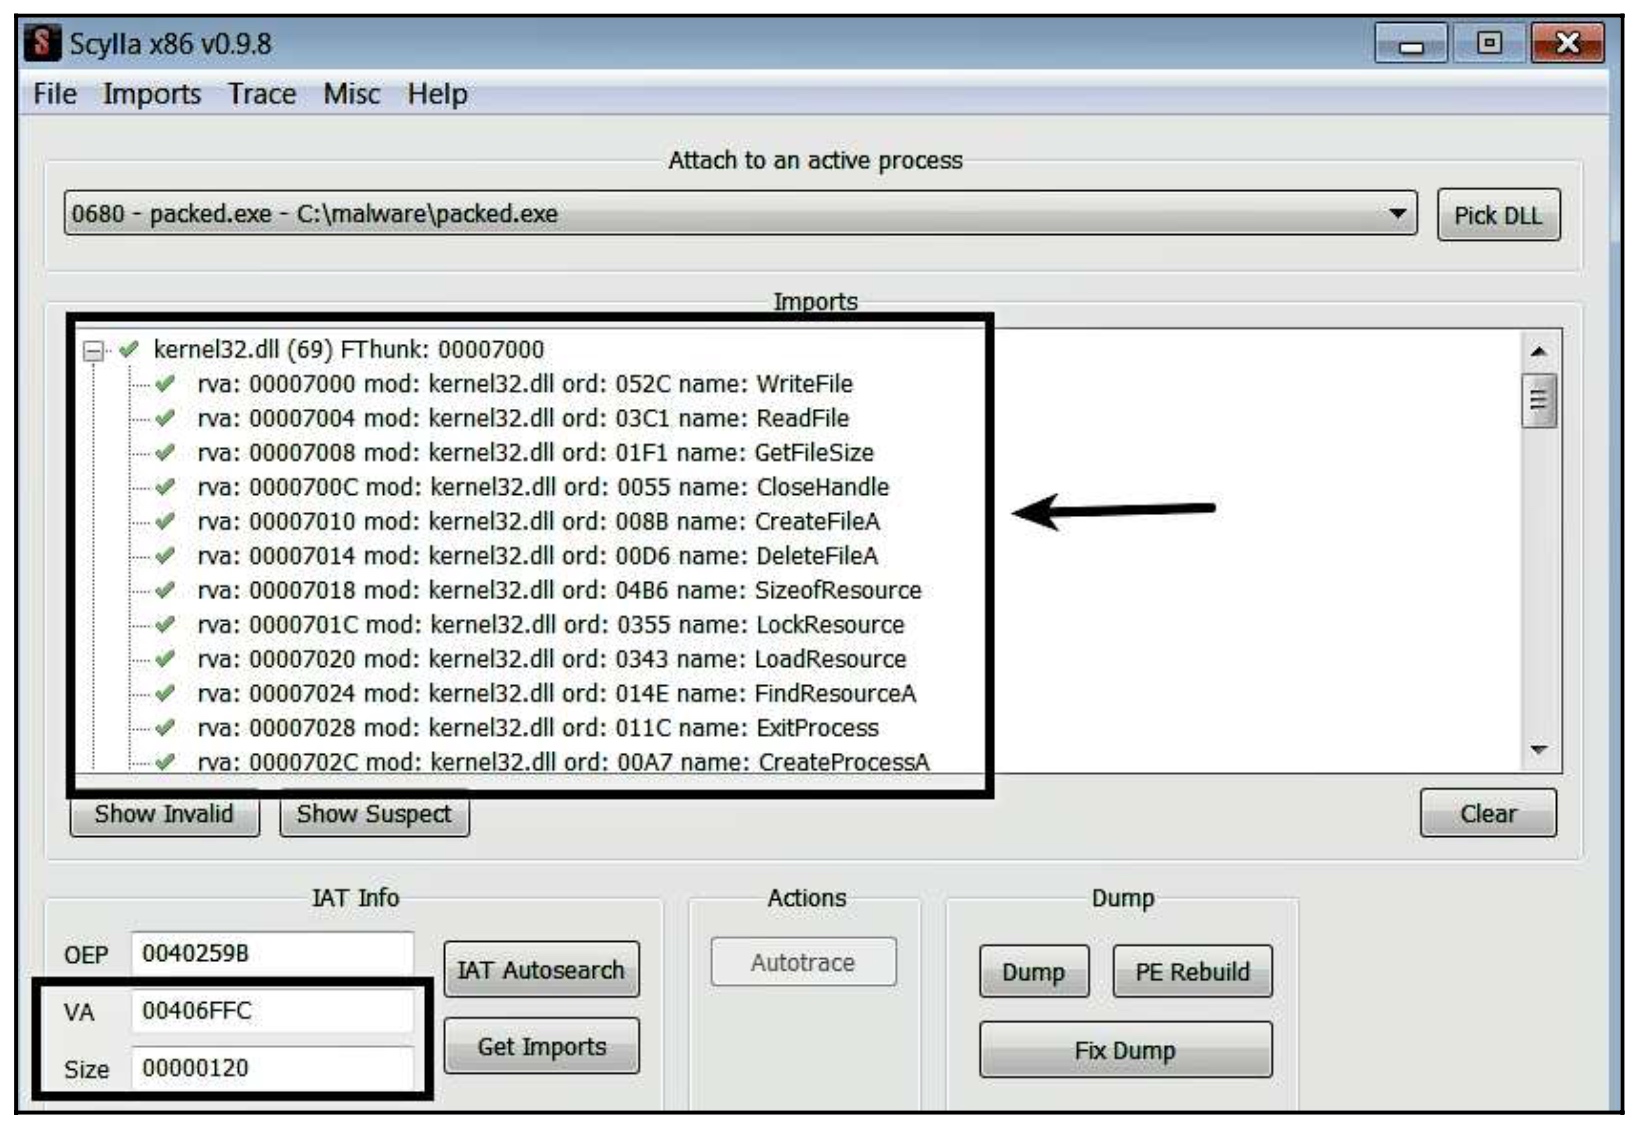 Scylla x86 v0.9.8
File Imports Trace Misc Help
Attach to an active process
0680 - packed.exe - C:\malware\packed.exe
Pick DLL
Imports
kernel32.dll (69) FThunk: 00007000
rva: 00007000 mod: kernel32.dll ord: 052C name: WriteFile
rva: 00007004 mod: kernel32.dll ord: 03C1 name: ReadFile
rva: 00007008 mod: kernel32.dll ord: 01F1 name: GetFileSize
rva: 0000700C mod: kernel32.dll ord: 0055 name: CloseHandle
rva: 00007010 mod: kernel32.dll ord: 008B name: CreateFileA
rva: 00007014 mod: kernel32.dll ord: 00D6 name: DeleteFileA
rva: 00007018 mod: kernel32.dll ord: 04B6 name: SizeofResource
rva: 0000701C mod: kernel32.dll ord: 0355 name: LockResource
rva: 00007020 mod: kernel32.dll ord: 0343 name: LoadResource
rva: 00007024 mod: kernel32.dll ord: 014E name: FindResourceA
rva: 00007028 mod: kernel32.dll ord: 011C name: ExitProcess
rva: 0000702C mod: kernel32.dll ord: 00A7 name: CreateProcessA
Show Invalid Show Suspect Clear
IAT Info Actions Dump
OEP 0040259B IAT Autosearch Autotrace Dump PE Rebuild
VA 00406FFC
Size 00000120 Get Imports Fix Dump